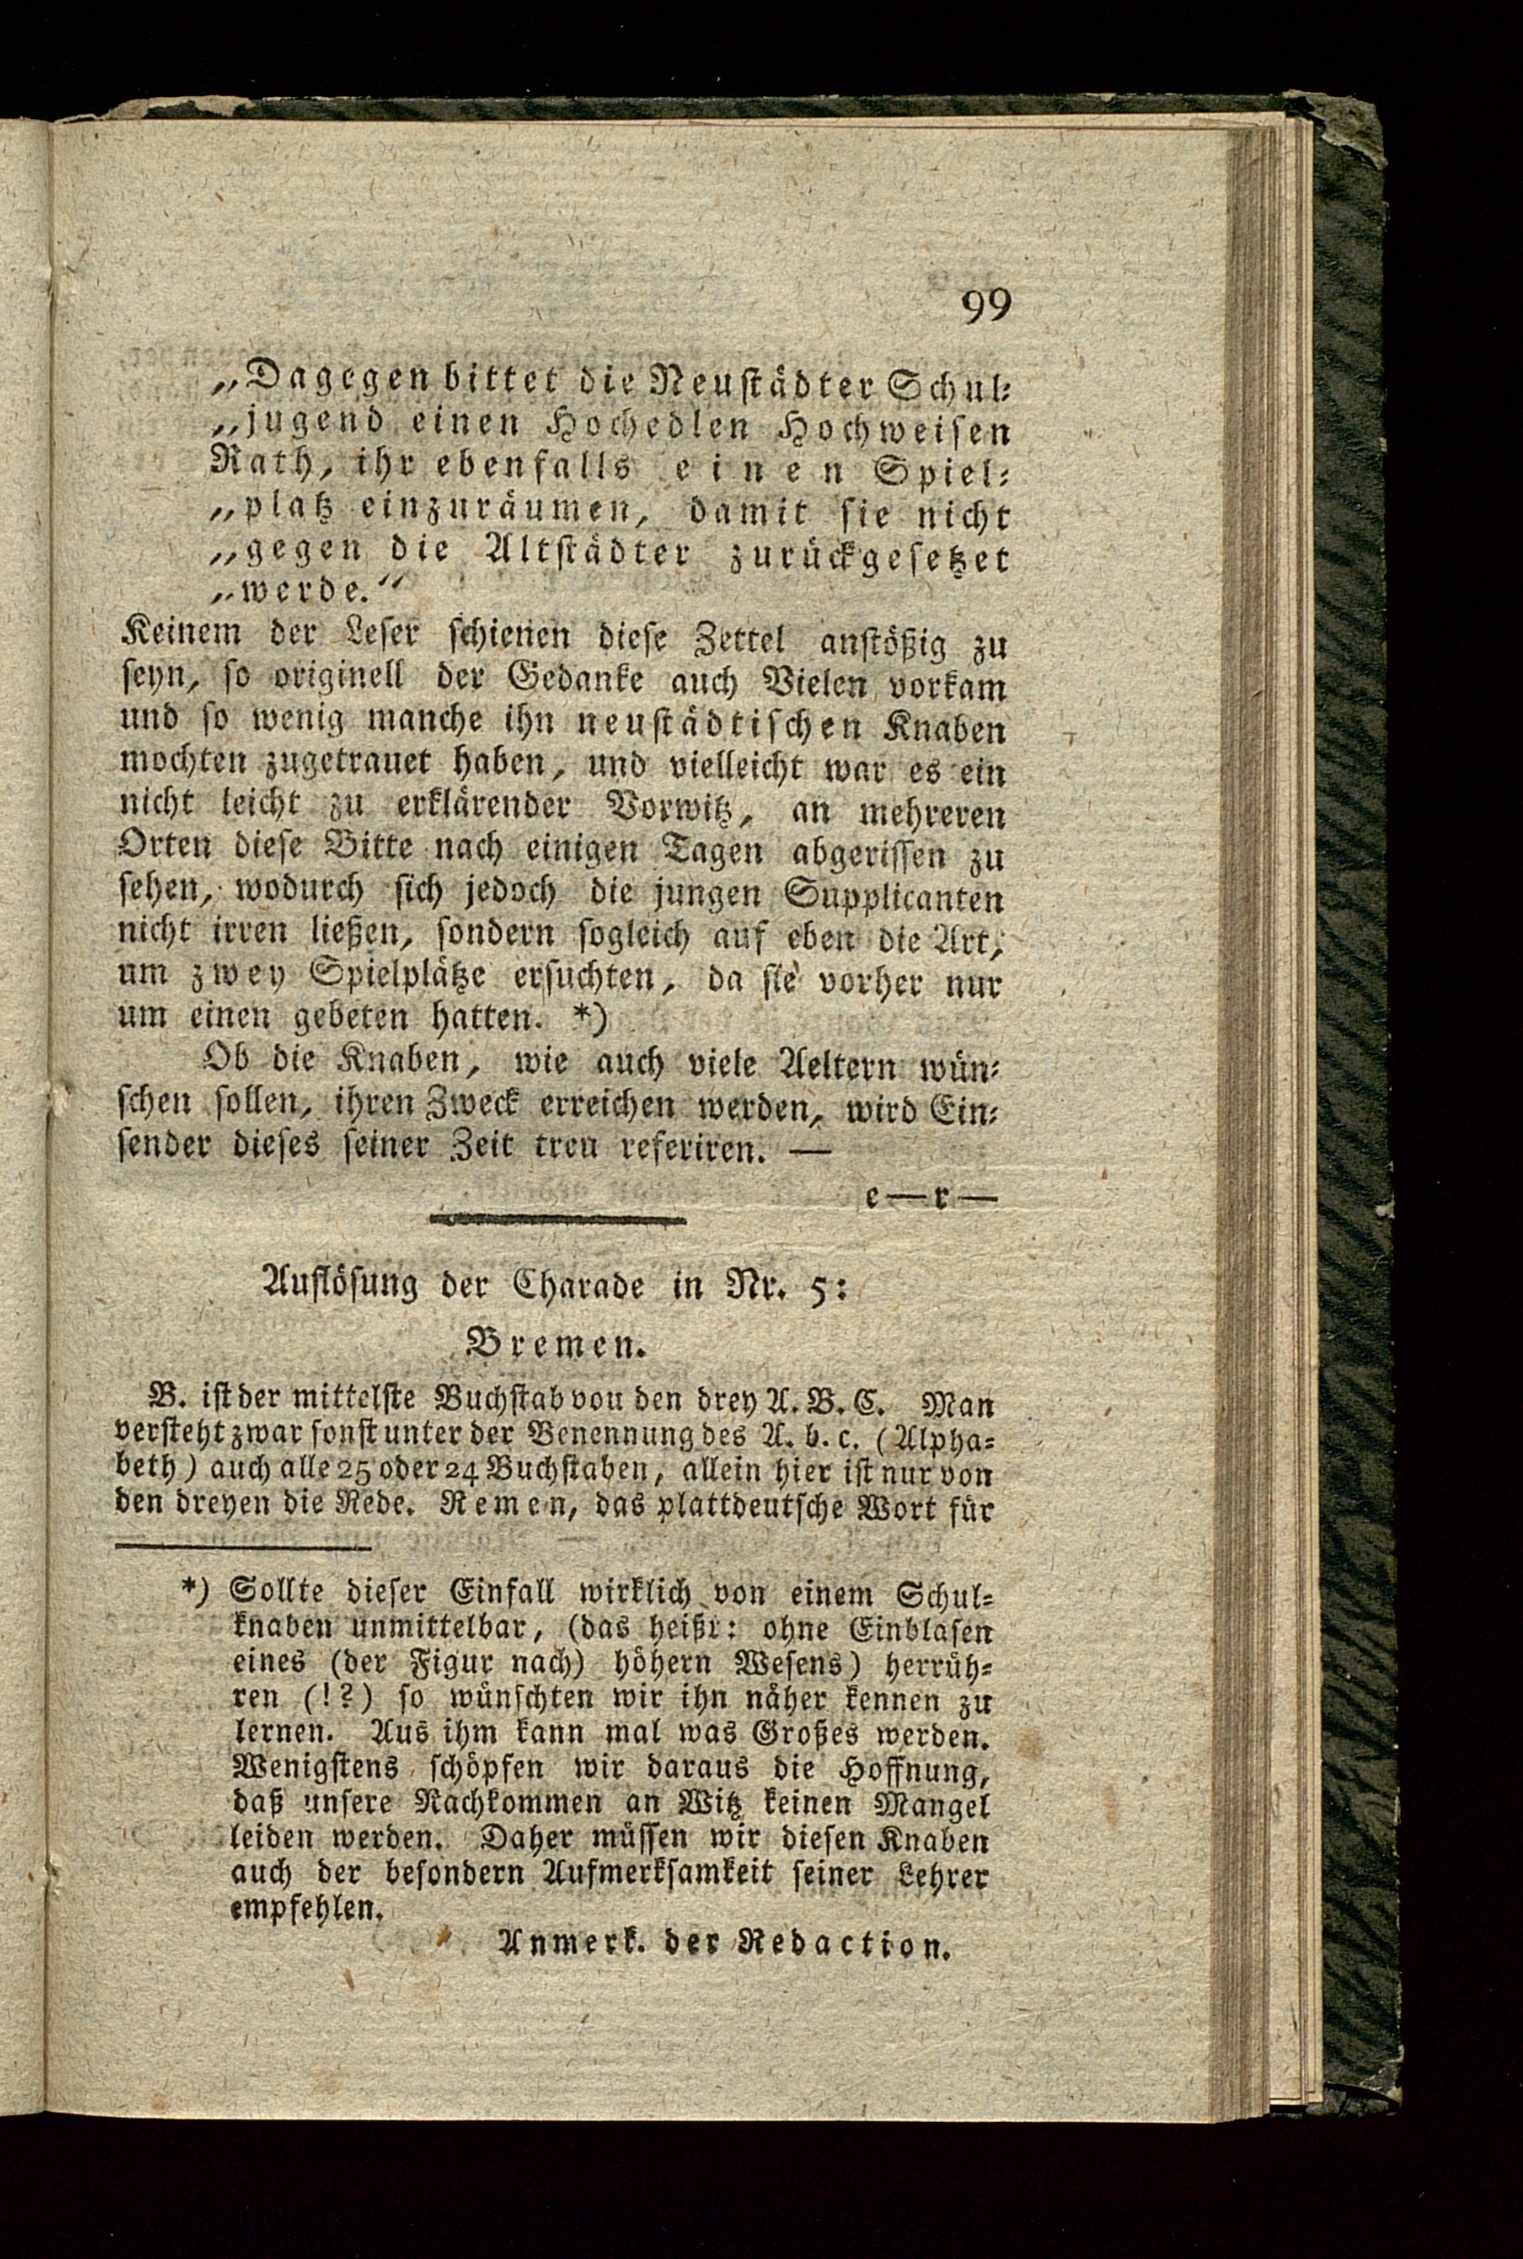 99
„Dagegen bittet die Neustädter Schul-
„jugend einen Hochedlen Hochweisen
Rath, ihr ebenfalls einen Spiel-
„platz einzuräumen, damit sie nicht
„gegen die Altstädter zurückgesetzet
„werde.“
Keinem der Leser schienen diese Zettel anstößig zu
seyn, so originell der Gedanke auch Vielen vorkam
und so wenig manche ihn neustädtischen Knaben
mochten zugetrauet haben, und vielleicht war es ein
nicht leicht zu erklärender Vorwitz, an mehreren
Orten diese Bitte nach einigen Tagen abgerissen zu
sehen, wodurch sich jedoch die jungen Supplicanten
nicht irren ließen, sondern sogleich auf eben die Art,
um zwey Spielplätze ersuchten, da sie vorher nur
um einen gebeten hatten. *)
Ob die Knaben, wie auch viele Aeltern wün-
schen sollen, ihren Zweck erreichen werden, wird Ein-
sender dieses seiner Zeit treu referiren. —
e—r—
Auflösung der Charade in Nr. 5:
Bremen.
B. ist der mittelste Buchstab von den drey A. B. C. Man
versteht zwar sonst unter der Benennung des A. b. c. (Alpha-
beth) auch alle 25 oder 24 Buchstaben, allein hier ist nur von
den dreyen die Rede. Remen, das plattdeutsche Wort für
*) Sollte dieser Einfall wirklich von einem Schul-
knaben unmittelbar, (das heißt: ohne Einblasen
eines (der Figur nach) höhern Wesens) herrüh-
ren (!?) so wünschten wir ihn näher kennen zu
lernen. Aus ihm kann mal was Großes werden.
Wenigstens schöpfen wir daraus die Hoffnung,
daß unsere Nachkommen an Witz keinen Mangel
leiden werden. Daher müssen wir diesen Knaben
auch der besondern Aufmerksamkeit seiner Lehrer
empfehlen.
Anmerk. der Redaction.